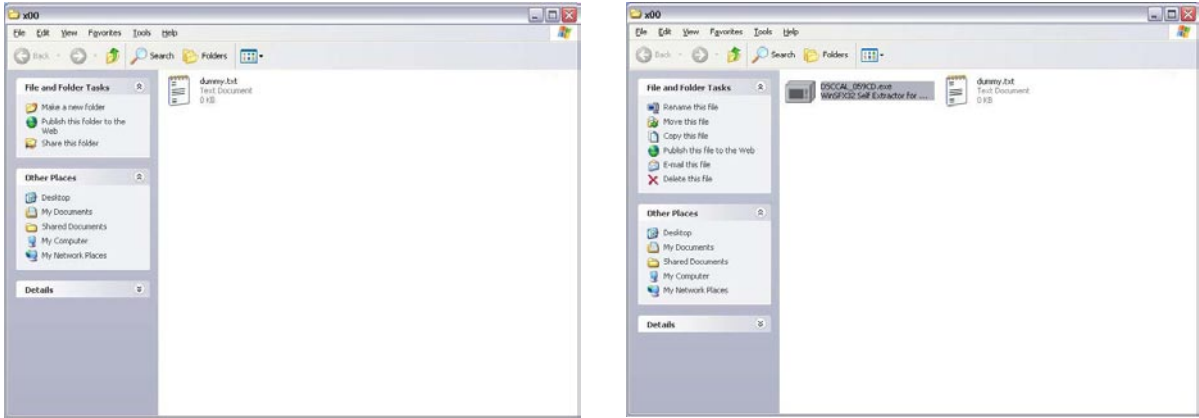 x00
File Edit View Favorites Tools Help
Back Search Folders
File and Folder Tasks
Make a new folder
Publish this folder to the
Web
Share this folder
Other Places
Desktop
My Documents
Shared Documents
My Computer
My Network Places
Details
dummy.txt
Text Document
0 KB
x00
File Edit View Favorites Tools Help
Back Search Folders
File and Folder Tasks
Rename this file
Move this file
Copy this file
Publish this file to the Web
E-mail this file
Delete this file
Other Places
Desktop
My Documents
Shared Documents
My Computer
My Network Places
Details
WinSFX32 Self Extractor for ...
dummy.txt
Text Document
0 KB